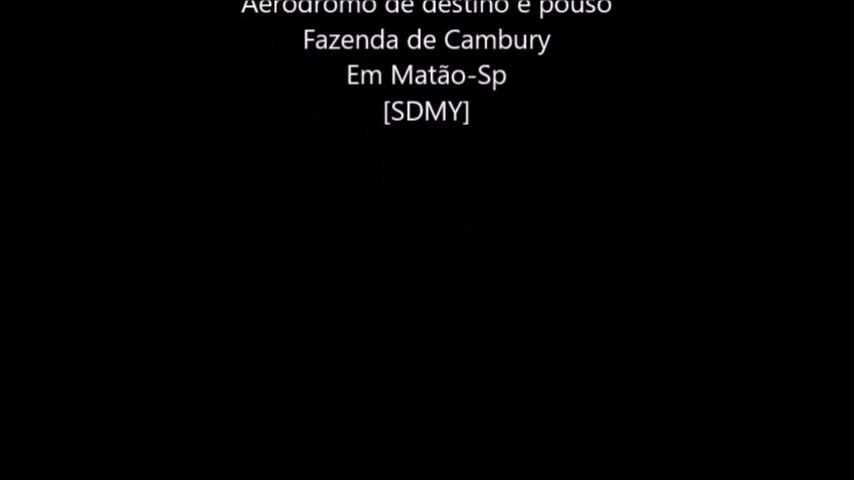 Aeródromo de destino e pouso
Fazenda de Cambury
Em Matão-Sp
[SDMY]